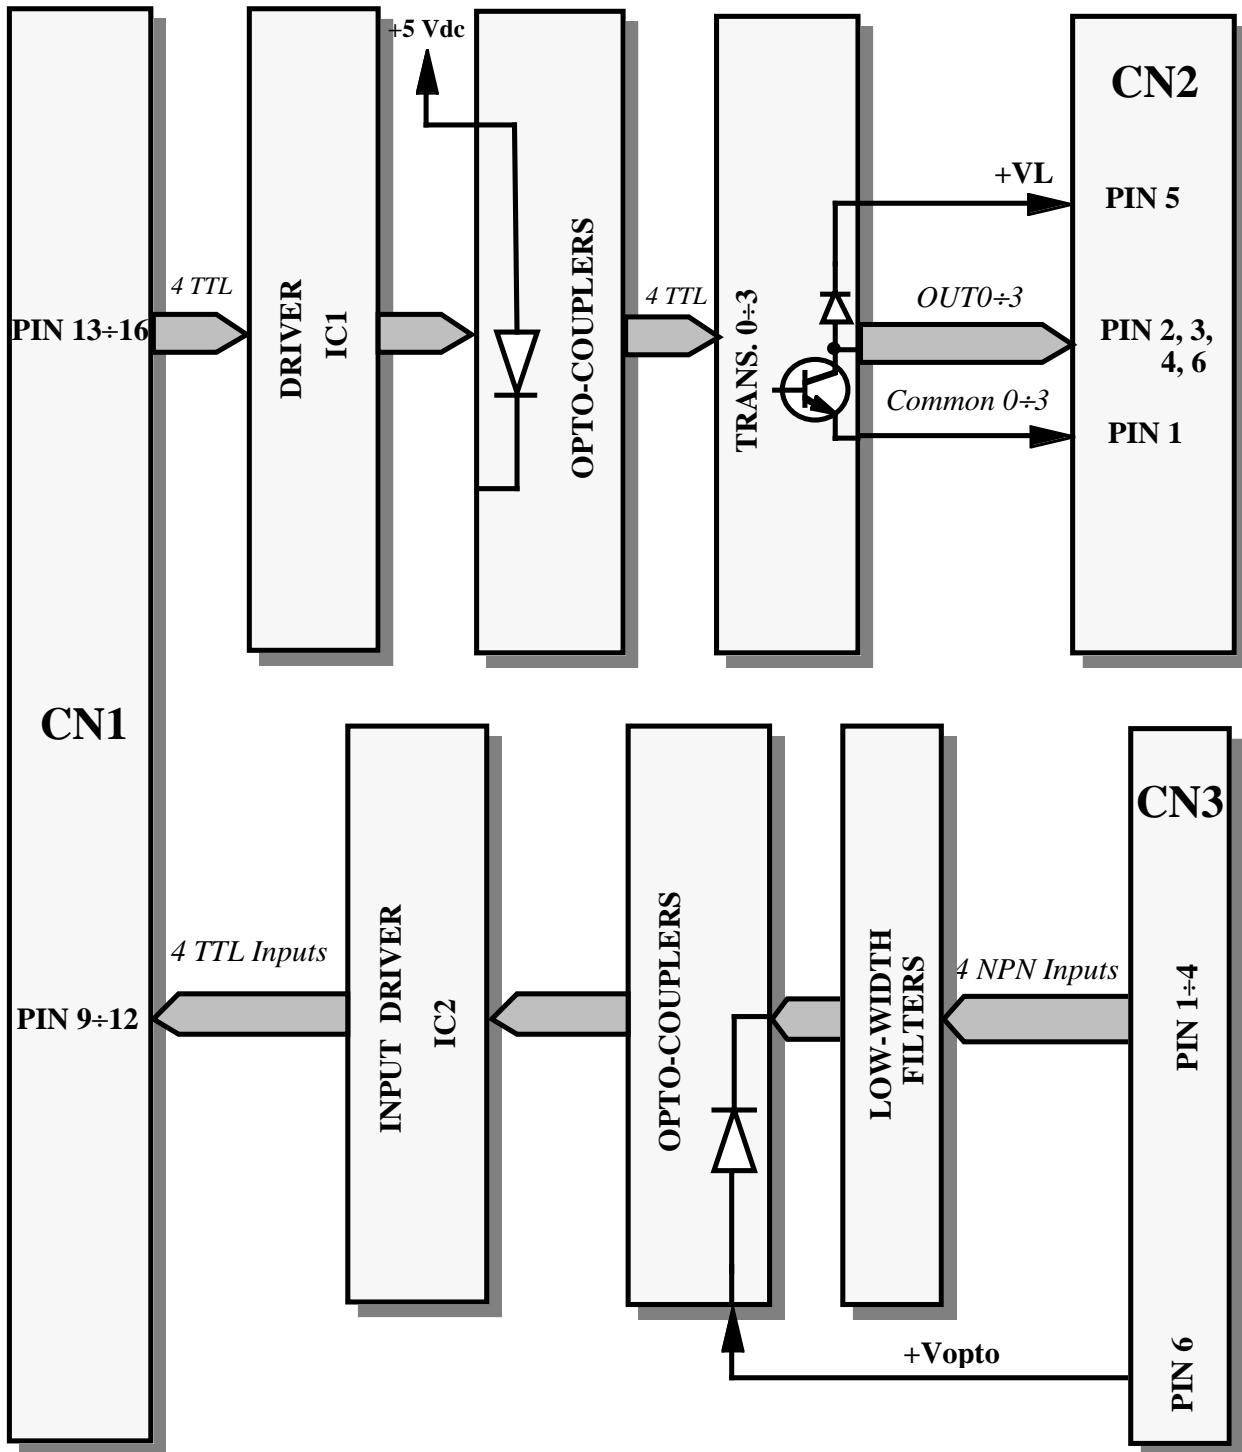 +5 Vdc
CN2
+VL
PIN 5
4 TTL
PIN 13÷16
DRIVER
IC1
OPTO-COUPLERS
4 TTL
TRANS. 0÷3
OUT0÷3
PIN 2, 3,
4, 6
Common 0÷3
PIN 1
CN1
CN3
4 TTL Inputs
PIN 9÷12
INPUT DRIVER
IC2
OPTO-COUPLERS
LOW-WIDTH
FILTERS
4 NPN Inputs
PIN 1÷4
+Vopto
PIN 6